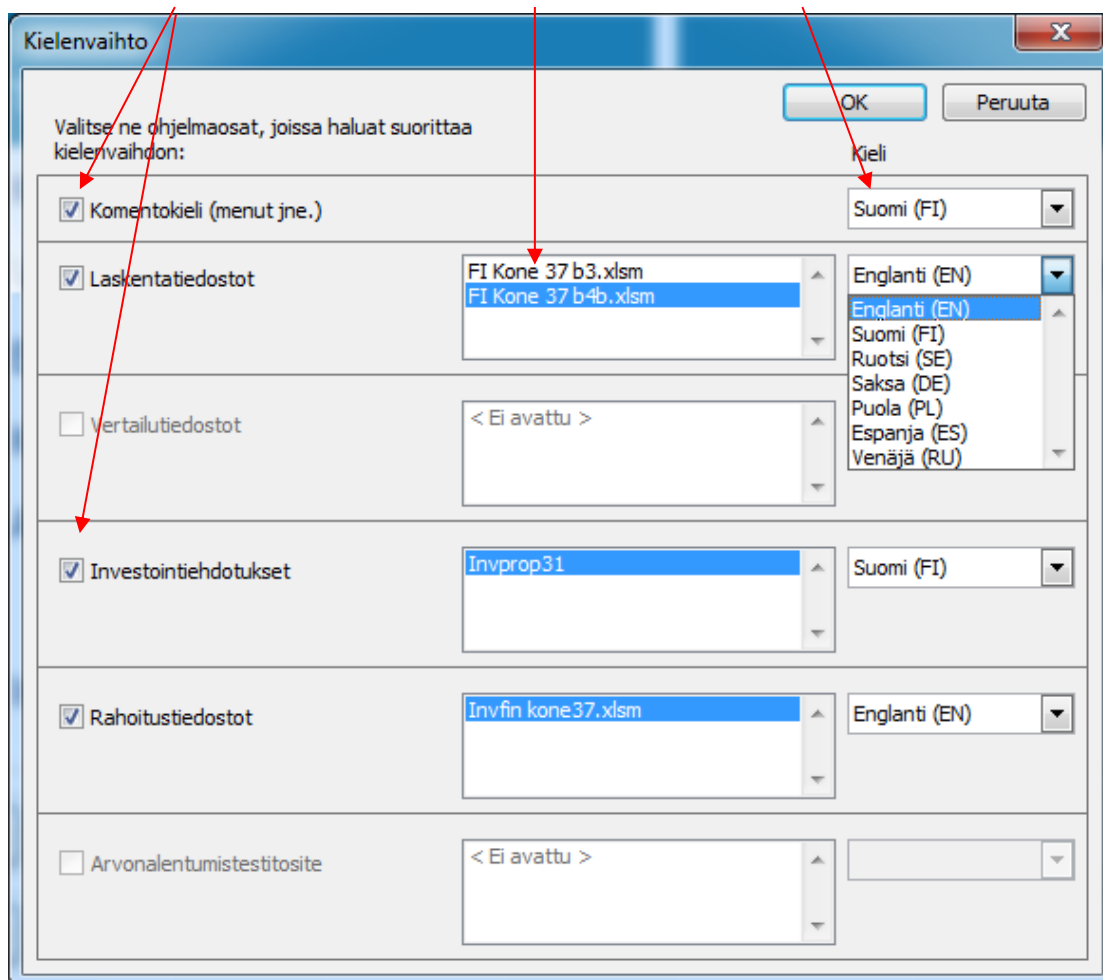 Kielenvaihto
OK
Peruuta
Valitse ne ohjelmaosat, joissa haluat suorittaa
kielenvaihdon:
Kieli
Komentokieli (menut jne.)
Suomi (FI)
Laskentatiedostot
FI Kone 37 b3.xlsm
FI Kone 37 b4b.xlsm
Englanti (EN)
Englanti (EN)
Suomi (FI)
Ruotsi (SE)
Saksa (DE)
Puola (PL)
Espanja (ES)
Venäjä (RU)
Vertailutiedostot
< Ei avattu >
Investointiehdotukset
Invprop31
Suomi (FI)
Rahoitustiedostot
Invfin kone37.xlsm
Englanti (EN)
Arvonalentumistestitosite
< Ei avattu >